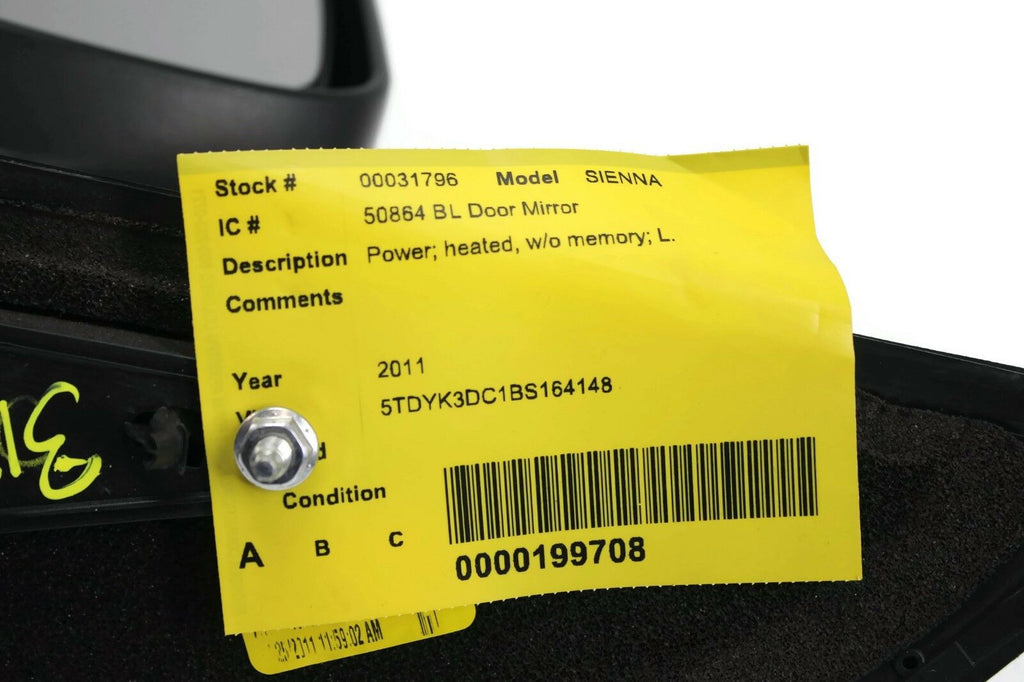 Stock # 00031796 Model SIENNA
IC # 50864 BL Door Mirror
Description Power; heated, w/o memory; L.
Comments
Year 2011
5TDYK3DC1BS164148
Condition
A B C
0000199708
11:59:02 AM